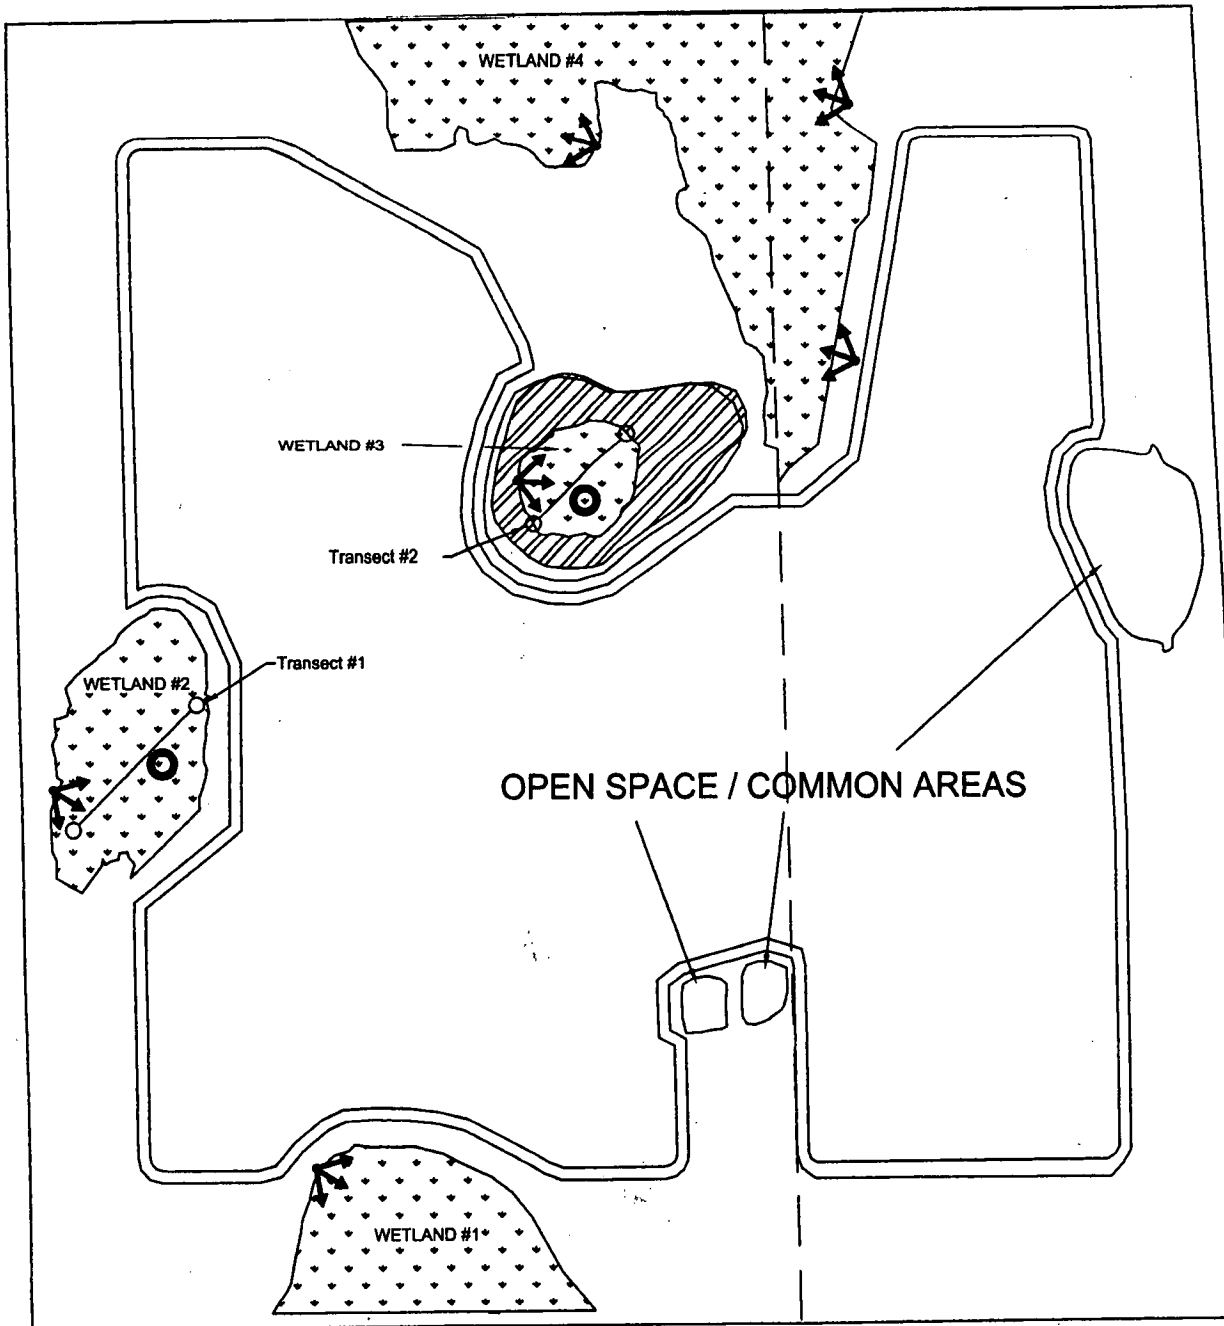 WETLAND #4
WETLAND #3
Transect #2
Transect #1
WETLAND #2
OPEN SPACE / COMMON AREAS
WETLAND #1